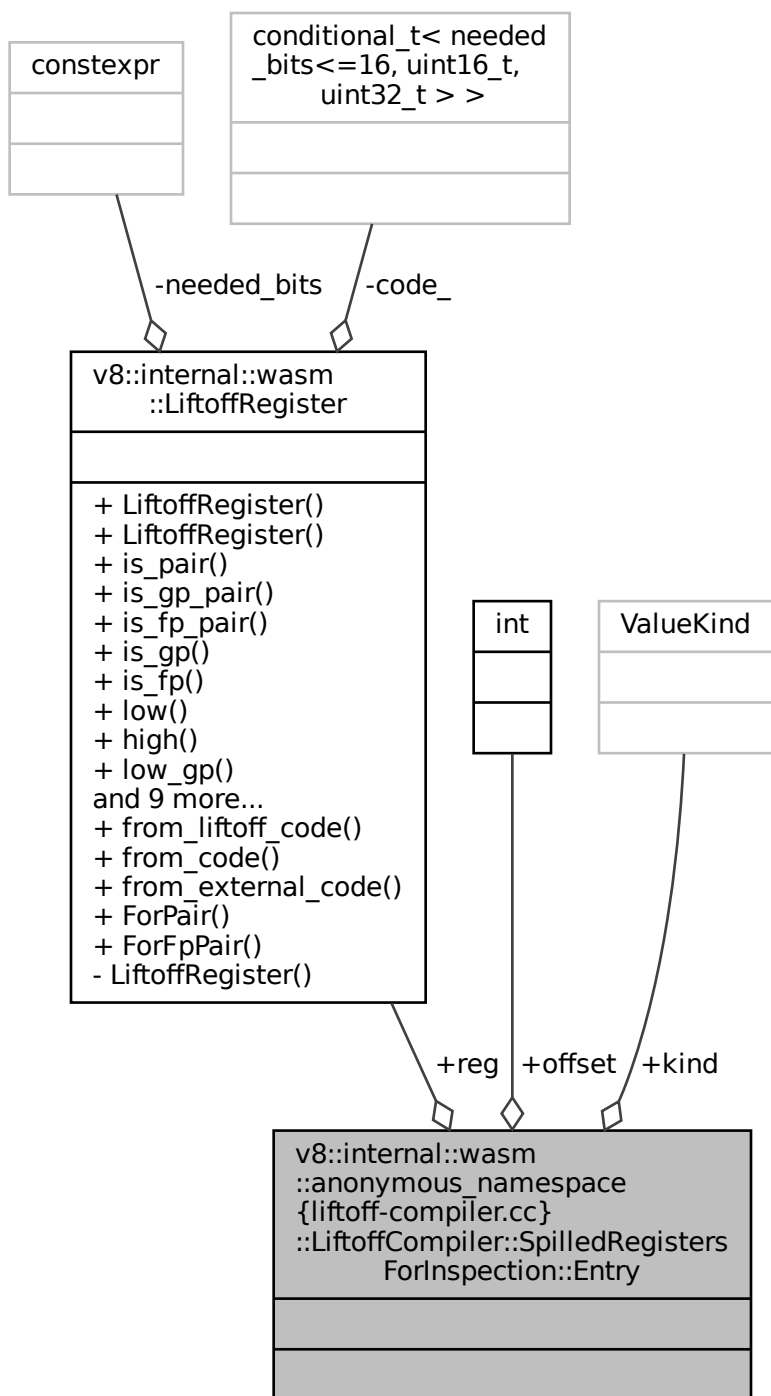 constexpr
conditional_t< needed
_bits<=16, uint16_t,
uint32_t > >
-needed_bits
-code_
v8::internal::wasm
::LiftoffRegister
+ LiftoffRegister()
+ LiftoffRegister()
+ is_pair()
+ is_gp_pair()
+ is_fp_pair()
+ is_gp()
+ is_fp()
+ low()
+ high()
+ low_gp()
and 9 more...
+ from_liftoff_code()
+ from_code()
+ from_external_code()
+ ForPair()
+ ForFpPair()
- LiftoffRegister()
int
ValueKind
+reg
+offset
+kind
v8::internal::wasm
::anonymous_namespace
{liftoff-compiler.cc}
::LiftoffCompiler::SpilledRegisters
ForInspection::Entry